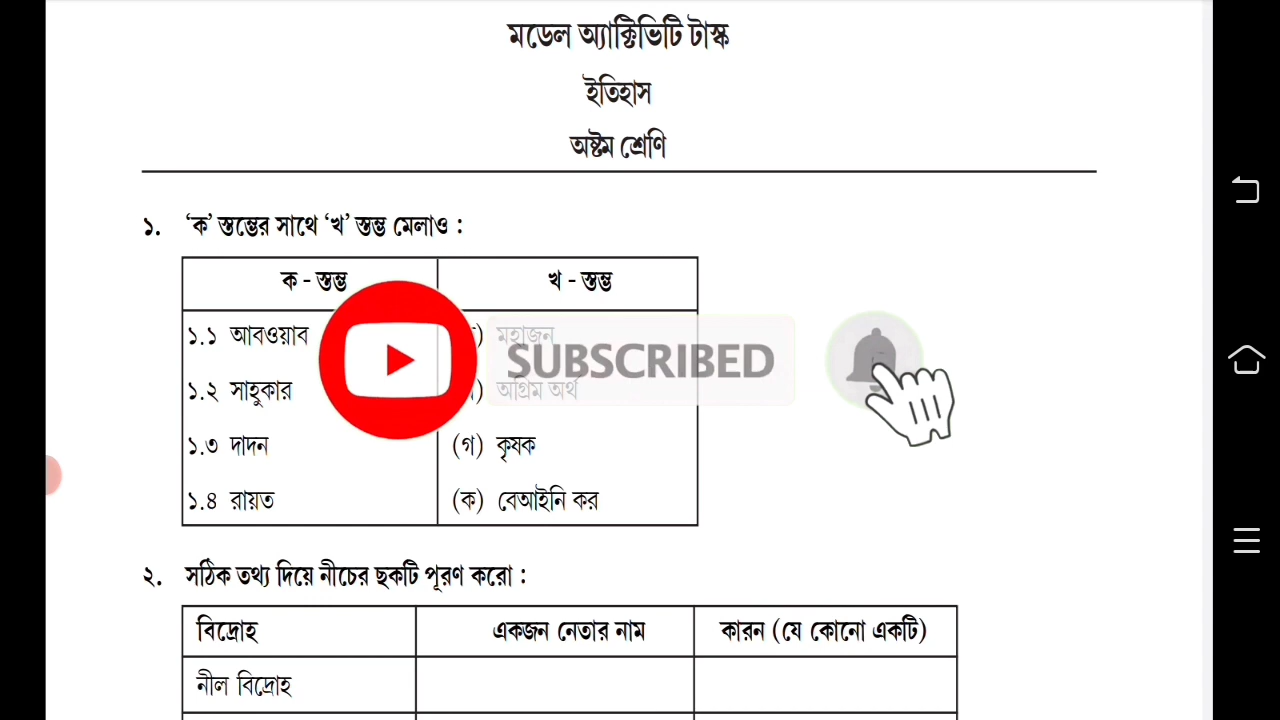 মডেল অ্যাক্টিভিটি টাস্ক
ইতিহাস
অষ্টম শ্রেণি
১. ‘ক’ স্তম্ভের সাথে ‘খ’ স্তম্ভ মেলাও :
ক - স্তম্ভ খ - স্তম্ভ
১.১ আবওয়াব ) মহাজন
SUBSCRIBED
১.২ সাহুকার ) অগ্রিম অর্থ
১.৩ দাদন (গ) কৃষক
১.৪ রায়ত (ক) বেআইনি কর
২. সঠিক তথ্য দিয়ে নীচের ছকটি পূরণ করো :
বিদ্রোহ একজন নেতার নাম কারন (যে কোনো একটি)
নীল বিদ্রোহ